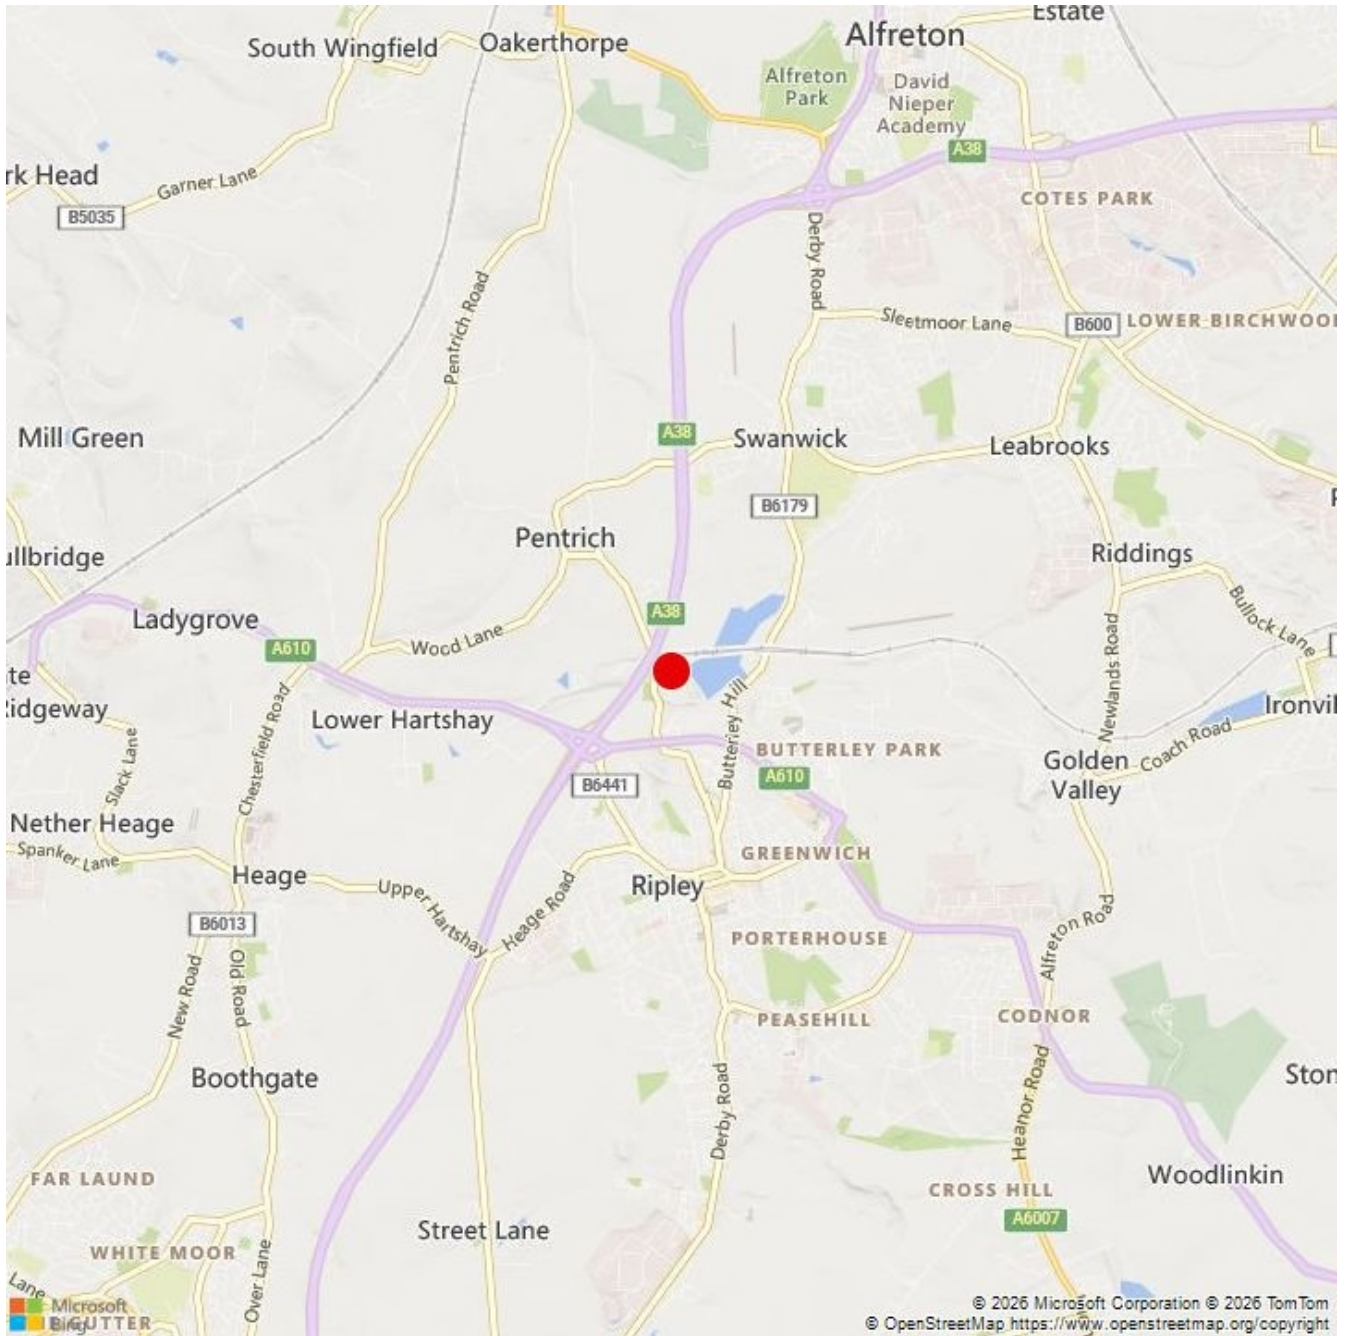 Estate
Alfreton
South Wingfield
Oakerthorpe
Alfreton
Park
David
Nieper
Academy
A38
rk Head
Garner Lane
B5035
COTES PARK
Derby Road
Pentrich Road
Sleetmoor Lane
B600
LOWER BIRCHWOO
Mill Green
A38
Swanwick
Leabrooks
B6179
Pentrich
Riddings
ullbridge
Bullock Lane
Ladygrove
A38
Wood Lane
A610
Newlands Road
te
Ridgeway
Chesterfield Road
Lower Hartshay
Butterley Hill
Ironvil
Coach Road
Slack Lane
BUTTERLEY PARK
Golden
Valley
A610
B6441
Nether Heage
Spanker Lane
GREENWICH
Heage
Upper Hartshay
Heage Road
Ripley
B6013
PORTERHOUSE
Alfreton Road
New Road
Old Road
PEASEHILL
CODNOR
Boothgate
Ston
Derby Road
Heanor Road
FAR LAUND
Woodlinkin
CROSS HILL
A6007
Street Lane
WHITE MOOR
Over Lane
Lane
Microsoft
Bing
GUTTER
© 2026 Microsoft Corporation © 2026 TomTom
© OpenStreetMap https://www.openstreetmap.org/copyright